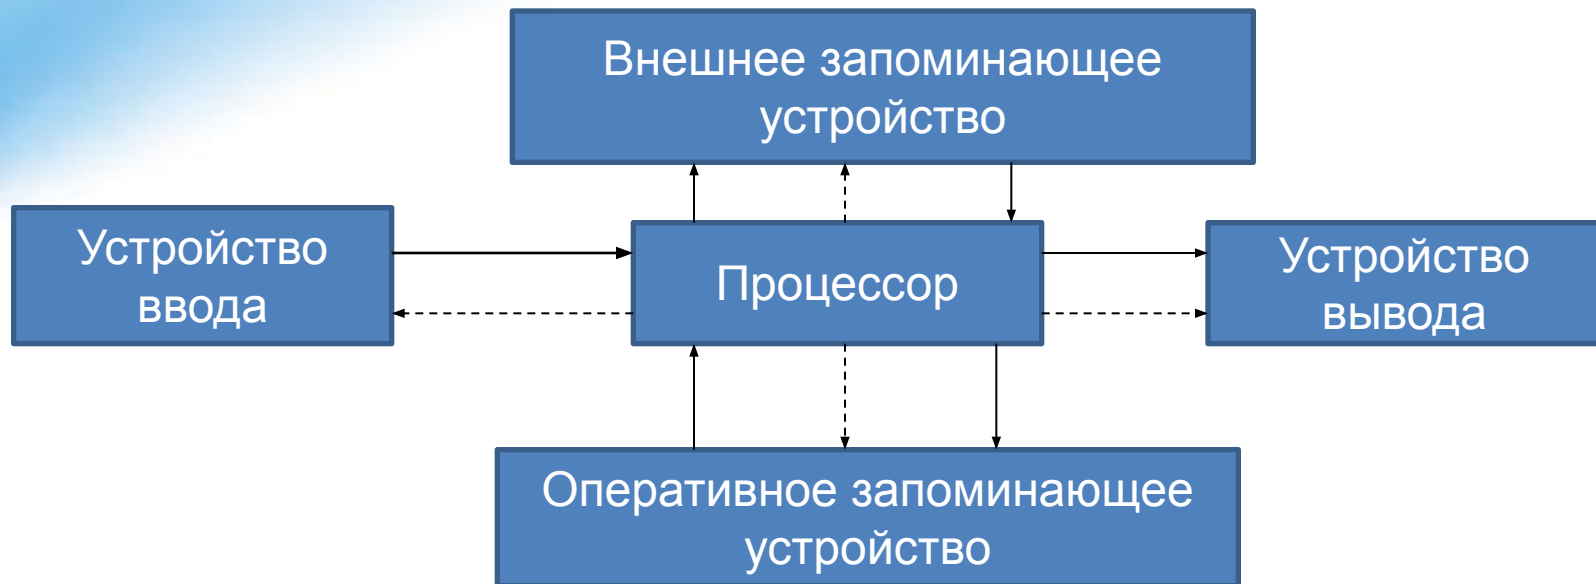 Внешнее запоминающее
устройство
Устройство
ввода
Процессор
Устройство
вывода
Оперативное запоминающее
устройство